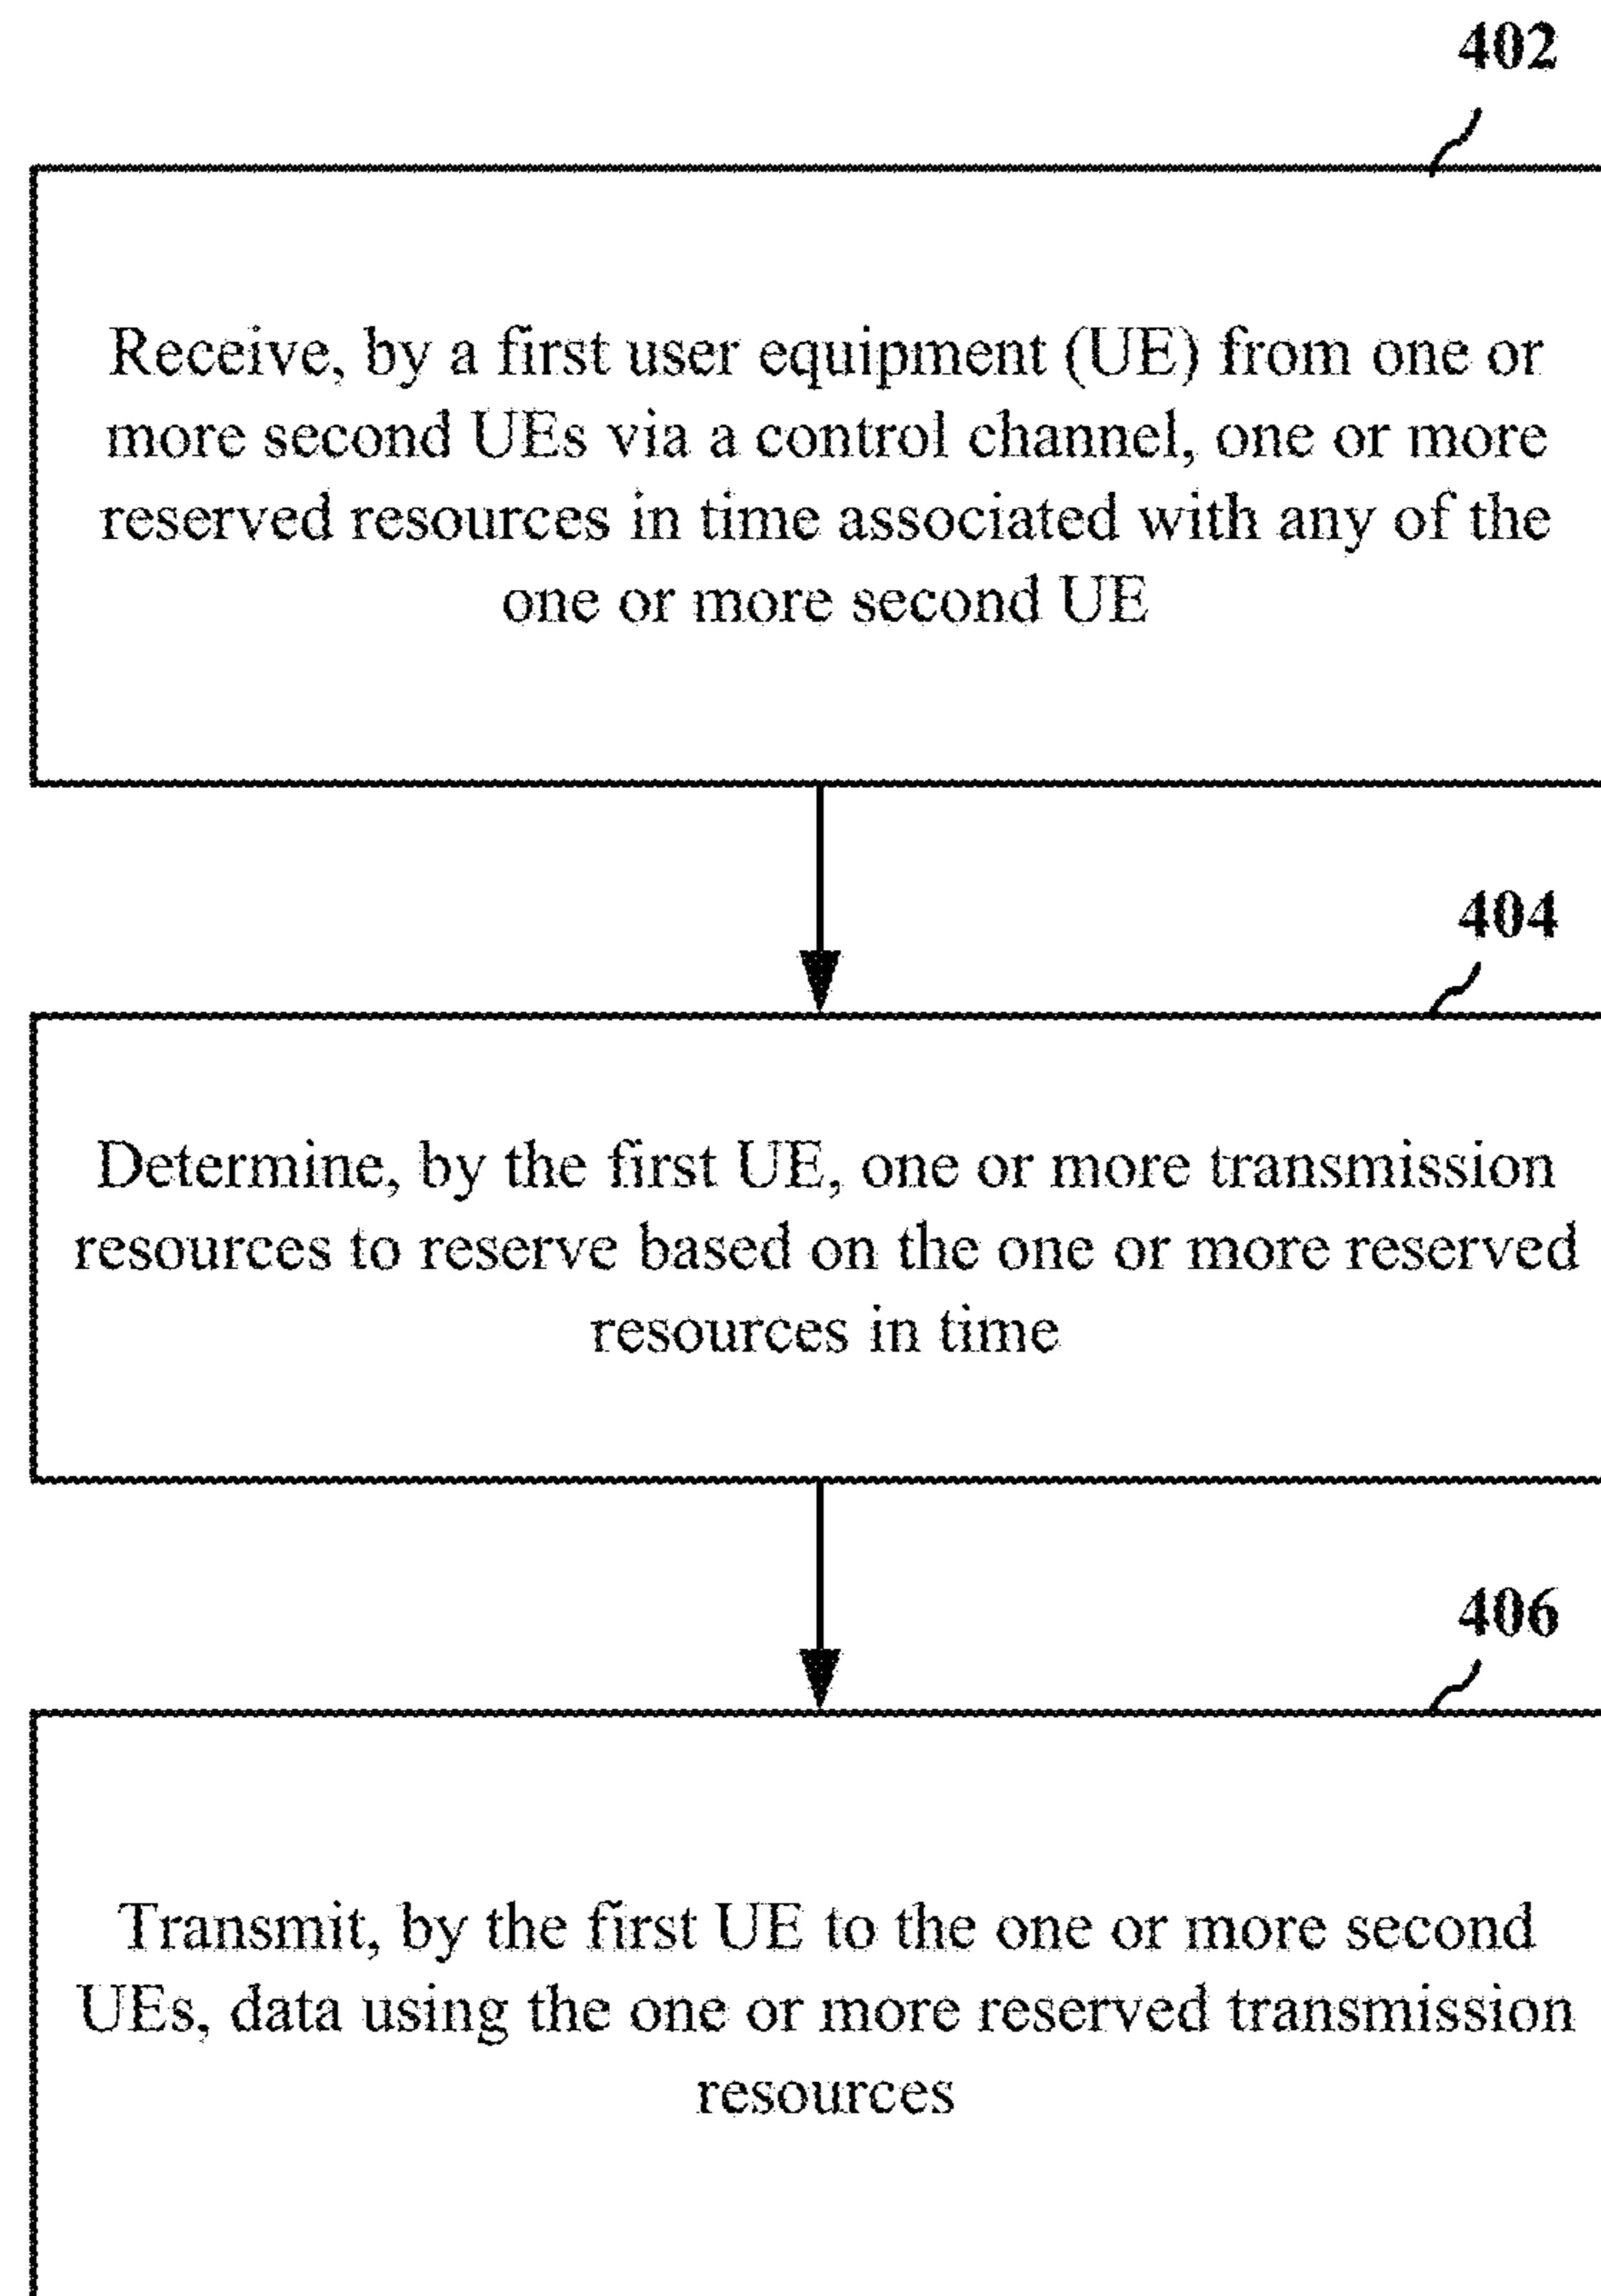 402
Receive, by a first user equipment (UE) from one or
more second UEs via a control channel, one or more
reserved resources in time associated with any of the
one or more second UE
404
Determine, by the first UE, one or more transmission
resources to reserve based on the one or more reserved
resources in time
406
Transmit, by the first UE to the one or more second
UEs, data using the one or more reserved transmission
resources